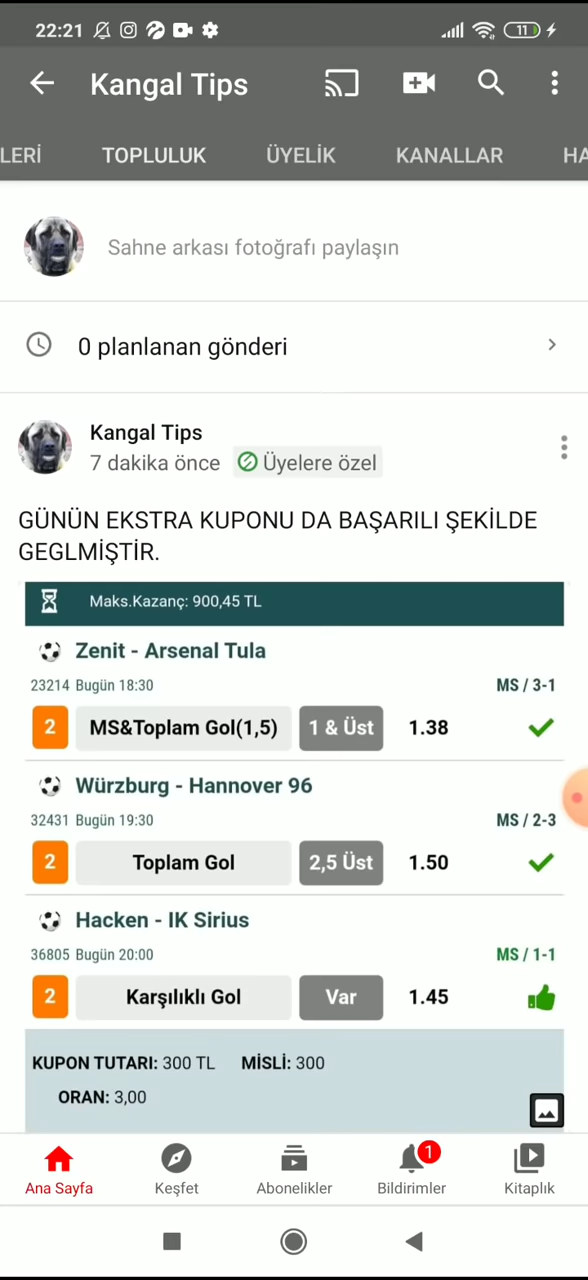 22:21
11
Kangal Tips
LERİ TOPLULUK ÜYELİK KANALLAR HA
Sahne arkası fotoğrafı paylaşın
0 planlanan gönderi
Kangal Tips
7 dakika önce Üyelere özel
GÜNÜN EKSTRA KUPONU DA BAŞARILI ŞEKİLDE
GEGLMİŞTİR.
Maks.Kazanç: 900,45 TL
Zenit - Arsenal Tula
23214 Bugün 18:30 MS / 3-1
2 MS&Toplam Gol(1,5) 1 & Üst 1.38
Würzburg - Hannover 96
32431 Bugün 19:30 MS / 2-3
2 Toplam Gol 2,5 Üst 1.50
Hacken - IK Sirius
36805 Bugün 20:00 MS / 1-1
2 Karşılıklı Gol Var 1.45
KUPON TUTARI: 300 TL MİSLİ: 300
ORAN: 3,00
1
Ana Sayfa Keşfet Abonelikler Bildirimler Kitaplık